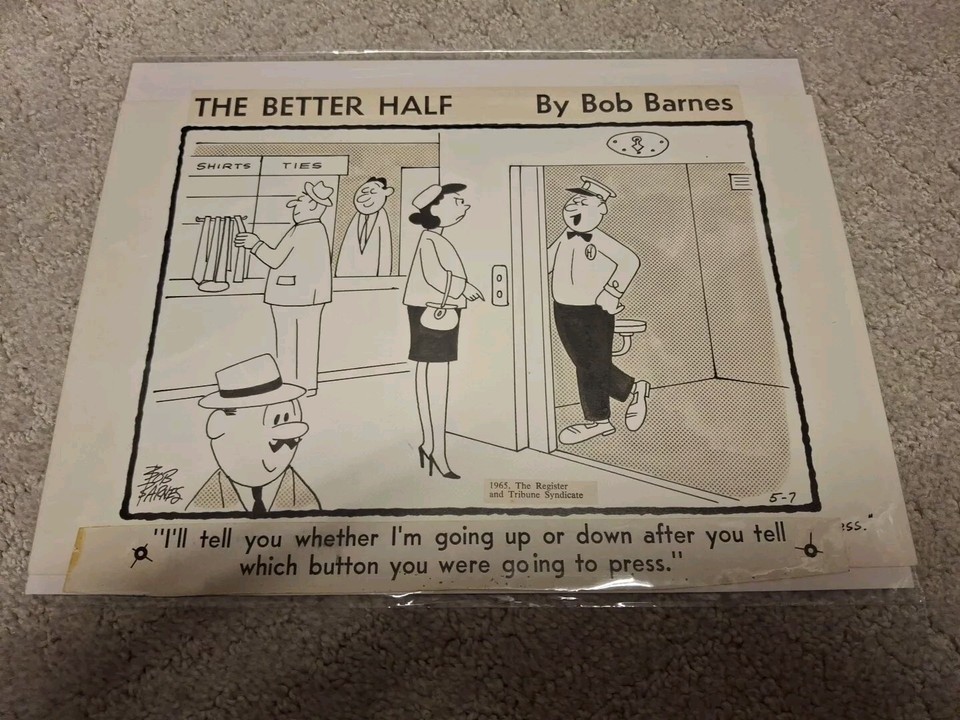 THE BETTER HALF By Bob Barnes
SHIRTS TIES
BOB
BARNES
1965, The Register
and Tribune Syndicate
5-7
ess."
"I'll tell you whether I'm going up or down after you tell
which button you were going to press."